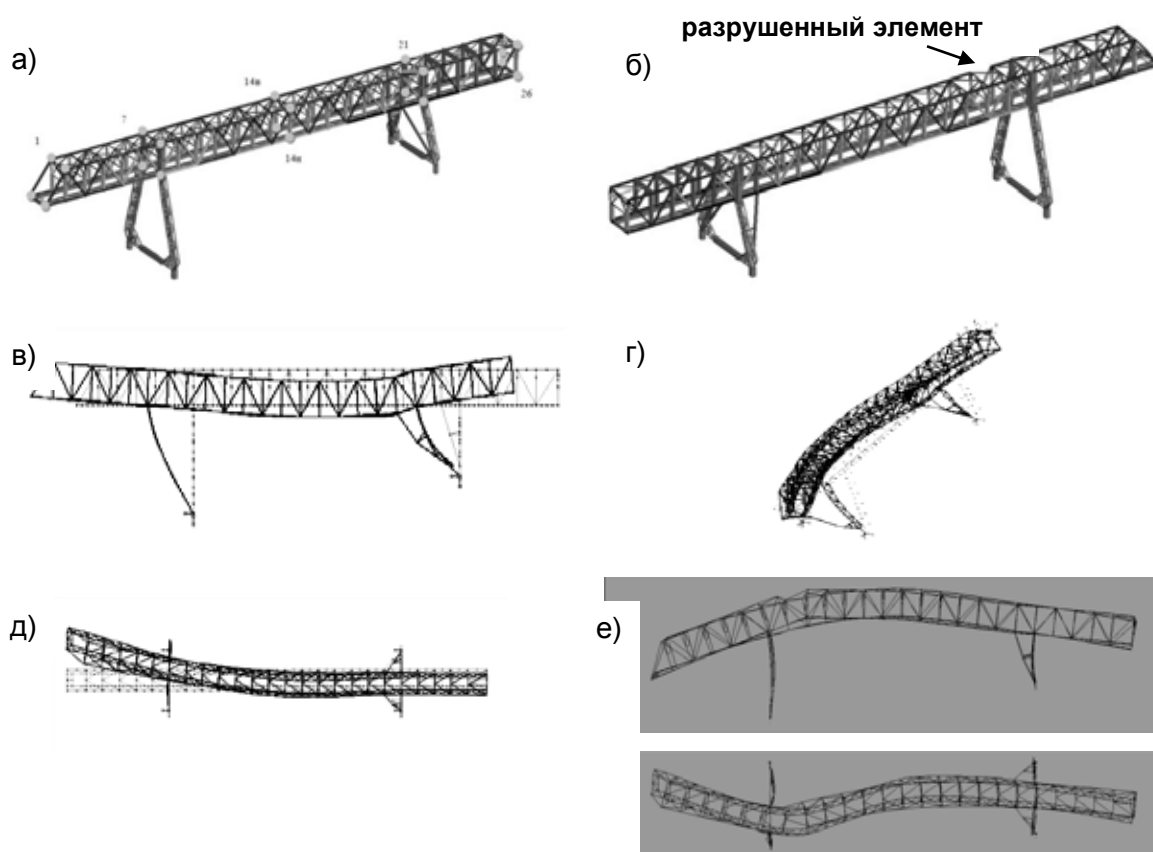 а)
1
7
14в
14н
21
26
б)
разрушенный элемент
в)
г)
д)
е)